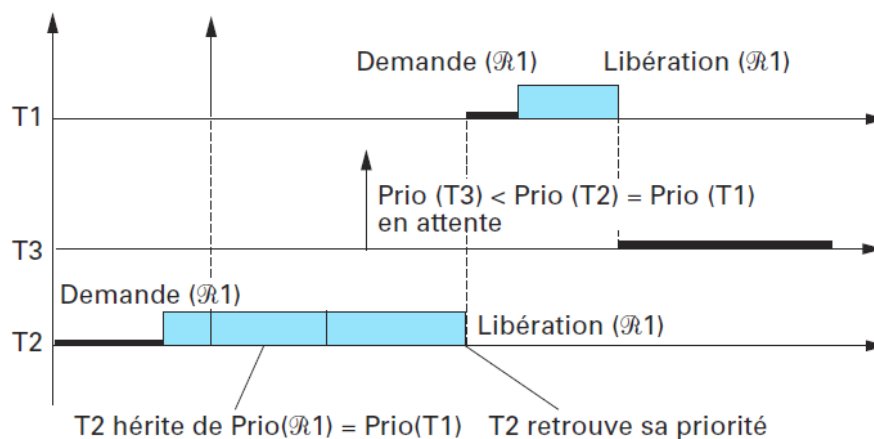 Demande (ℛ1) Libération (ℛ1)
T1
Prio (T3) < Prio (T2) = Prio (T1)
en attente
T3
Demande (ℛ1)
T2
Libération (ℛ1)
T2 hérite de Prio(ℛ1) = Prio(T1) T2 retrouve sa priorité